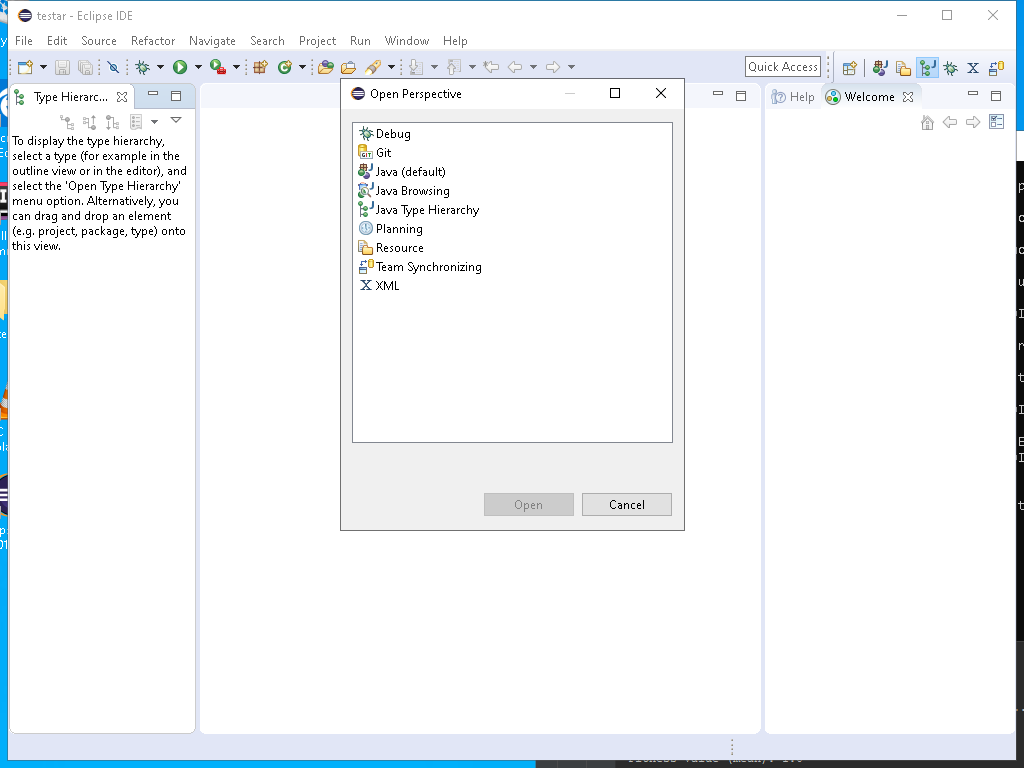 testar - Eclipse IDE
File Edit Source Refactor Navigate Search Project Run Window Help
Quick Access
Type Hierarc...
To display the type hierarchy,
select a type (for example in the
outline view or in the editor), and
select the 'Open Type Hierarchy'
menu option. Alternatively, you
can drag and drop an element
(e.g. project, package, type) onto
this view.
Open Perspective
Debug
Git
Java (default)
Java Browsing
Java Type Hierarchy
Planning
Resource
Team Synchronizing
XML
Open Cancel
Help Welcome